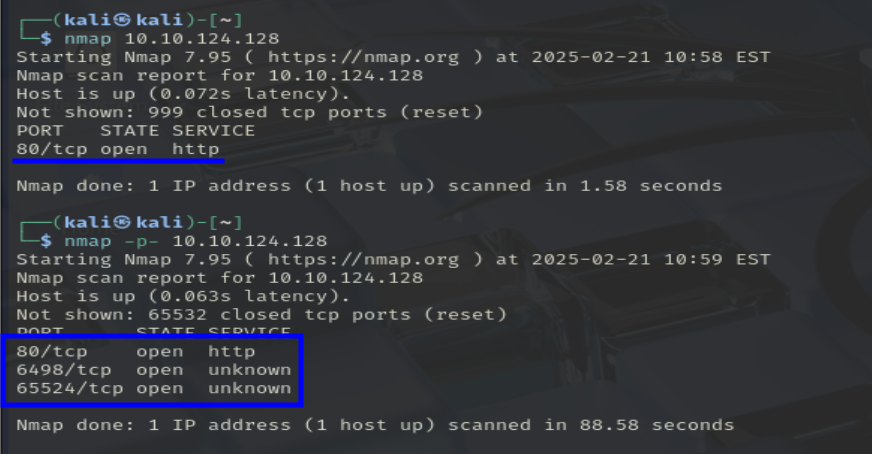 (kali㉿kali)-[~]
$ nmap 10.10.124.128
Starting Nmap 7.95 ( https://nmap.org ) at 2025-02-21 10:58 EST
Nmap scan report for 10.10.124.128
Host is up (0.072s latency).
Not shown: 999 closed tcp ports (reset)
PORT   STATE SERVICE
80/tcp open  http
Nmap done: 1 IP address (1 host up) scanned in 1.58 seconds
(kali㉿kali)-[~]
$ nmap -p- 10.10.124.128
Starting Nmap 7.95 ( https://nmap.org ) at 2025-02-21 10:59 EST
Nmap scan report for 10.10.124.128
Host is up (0.063s latency).
Not shown: 65532 closed tcp ports (reset)
PORT      STATE SERVICE
80/tcp    open  http
6498/tcp  open  unknown
65524/tcp open  unknown
Nmap done: 1 IP address (1 host up) scanned in 88.58 seconds